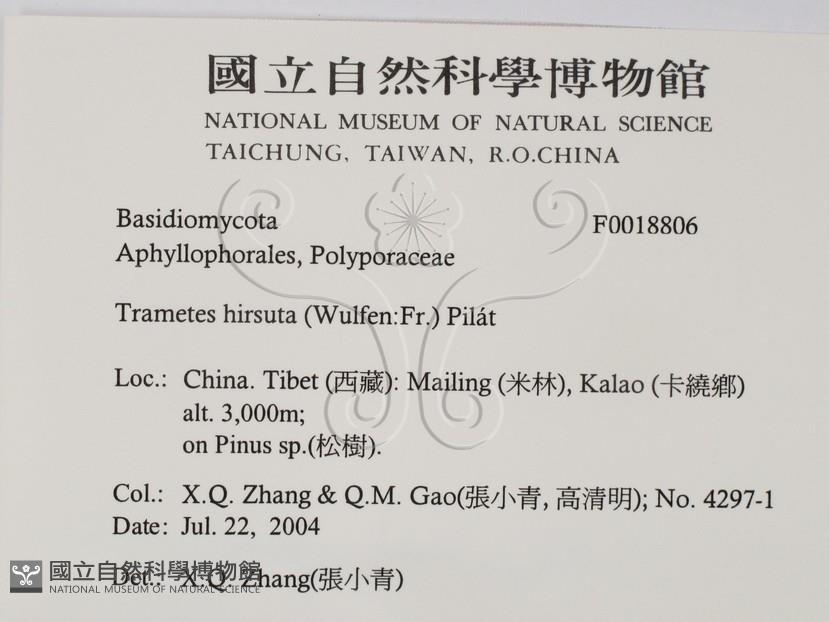 國立自然科學博物館
NATIONAL MUSEUM OF NATURAL SCIENCE
TAICHUNG, TAIWAN, R.O.CHINA
Basidiomycota F0018806
Aphyllophorales, Polyporaceae
Trametes hirsuta (Wulfen:Fr.) Pilát
Loc.: China. Tibet (西藏): Mailing (米林), Kalao (卡繞鄉)
alt. 3,000m;
on Pinus sp.(松樹).
Col.: X.Q. Zhang & Q.M. Gao(張小青, 高清明); No. 4297-1
Date: Jul. 22, 2004
Det.: X.Q. Zhang(張小青)
國立自然科學博物館
NATIONAL MUSEUM OF NATURAL SCIENCE